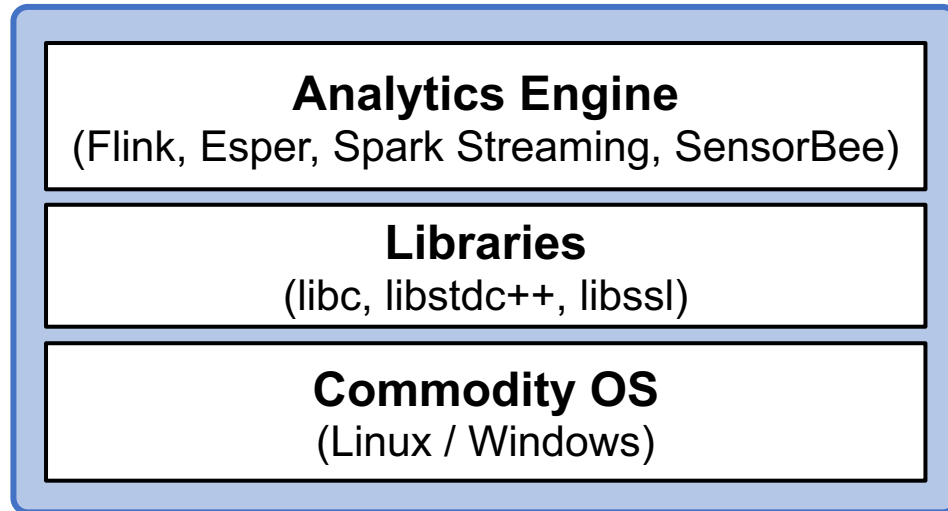 Analytics Engine
(Flink, Esper, Spark Streaming, SensorBee)
Libraries
(libc, libstdc++, libssl)
Commodity OS
(Linux / Windows)